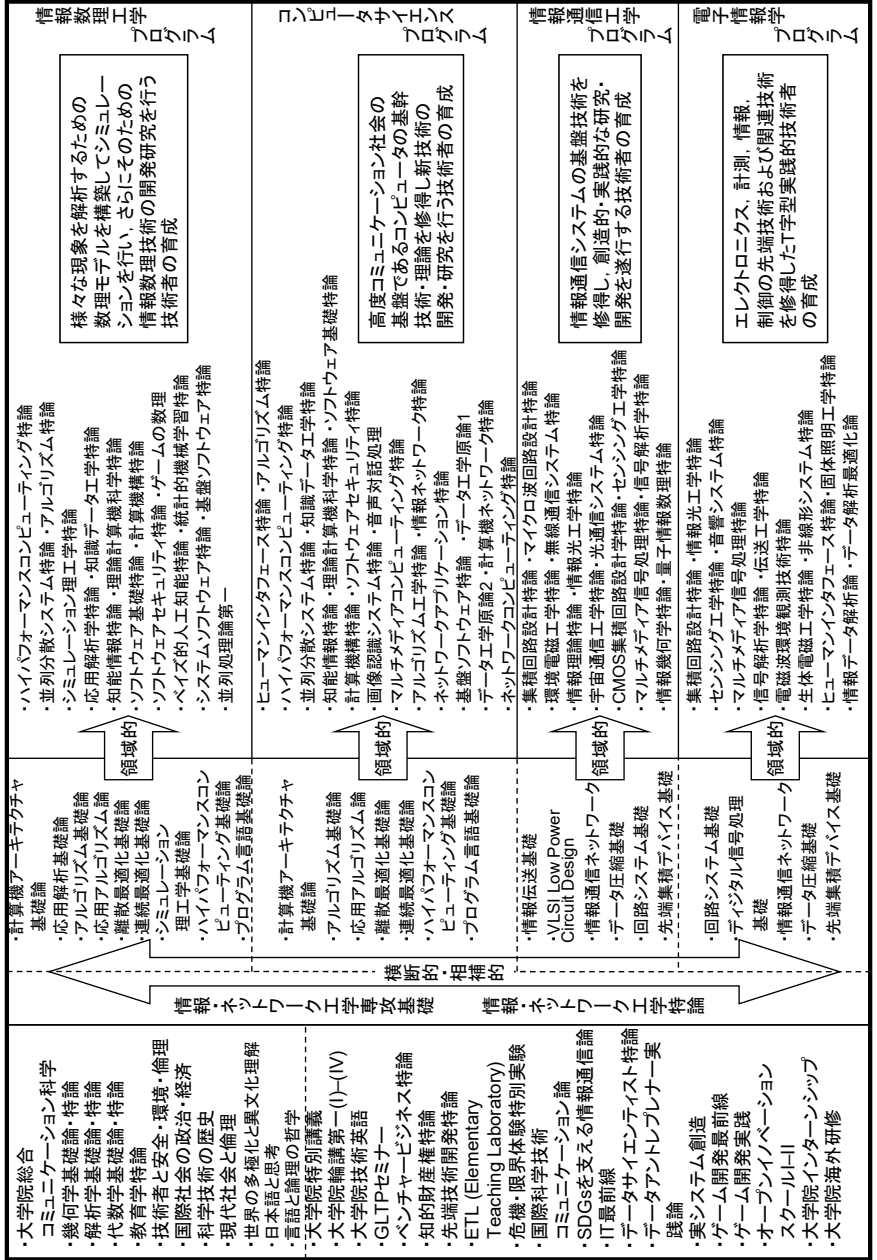 ・大学院総合
コミュニケーション科学
・幾何学基礎論・特論
・解析学基礎論・特論
・代数学基礎論・特論
・教育学特論
・技術者と安全・環境・倫理
・国際社会の政治・経済
・科学技術の歴史
・現代社会と倫理
・世界の多極化と異文化理解
・日本語と思考
・言語と論理の哲学
・大学院特別講義
・大学院輪講第一(I)–(IV)
・大学院技術英語
・GLTPセミナー
・ベンチャービジネス特論
・知的財産権特論
・先端技術開発特論
・ETL (Elementary
Teaching Laboratory)
・危機・限界体験特別実験
・国際科学技術
コミュニケーション論
・SDGsを支える情報通信論
・IT最前線
・データサイエンティスト特論
・データアントレプレナー実
践論
・実システム創造
・ゲーム開発最前線
・ゲーム開発実践
・オープンイノベーション
スクールI–II
・大学院インターンシップ
・大学院海外研修
情報・ネットワーク工学専攻基礎
情報・ネットワーク工学特論
横断的・相補的
・計算機アーキテクチャ
基礎論
・応用解析基礎論
・アルゴリズム基礎論
・応用アルゴリズム論
・離散最適化基礎論
・連続最適化基礎論
・シミュレーション
理工学基礎論
・ハイパフォーマンスコン
ピューティング基礎論
・プログラム言語基礎論
領域的
・ハイパフォーマンスコンピューティング特論
・並列分散システム特論・アルゴリズム特論
・シミュレーション理工学特論
・応用解析学特論・知識データ工学特論
・知能情報特論・理論計算機科学特論
・ソフトウェア基礎特論・計算機構特論
・ソフトウェアセキュリティ特論・ゲームの数理
・ベイズ的人工知能特論・統計的機械学習特論
・システムソフトウェア特論・基盤ソフトウェア特論
・並列処理論第一
様々な現象を解析するための
数理モデルを構築してシミュレー
ションを行い，さらにそのための
情報数理技術の開発研究を行う
技術者の育成
情報数理工学
プログラム
・計算機アーキテクチャ
基礎論
・アルゴリズム基礎論
・応用アルゴリズム論
・離散最適化基礎論
・連続最適化基礎論
・ハイパフォーマンスコン
ピューティング基礎論
・プログラム言語基礎論
領域的
・ヒューマンインタフェース特論・アルゴリズム特論
・ハイパフォーマンスコンピューティング特論
・並列分散システム特論・知識データ工学特論
・知能情報特論・理論計算機科学特論・ソフトウェア基礎特論
・計算機構特論・ソフトウェアセキュリティ特論
・画像認識システム特論・音声対話処理
・マルチメディアコンピューティング特論
・アルゴリズム工学特論・情報ネットワーク特論
・ネットワークアプリケーション特論
・基盤ソフトウェア特論・データ工学原論1
・データ工学原論2・計算機ネットワーク特論
・ネットワークコンピューティング特論
高度コミュニケーション社会の
基盤であるコンピュータの基幹
技術・理論を修得し新技術の
開発・研究を行う技術者の育成
コンピュータサイエンス
プログラム
・情報伝送基礎
・VLSI Low Power
Circuit Design
・情報通信ネットワーク
・データ圧縮基礎
・回路システム基礎
・先端集積デバイス基礎
領域的
・集積回路設計特論・マイクロ波回路設計特論
・環境電磁工学特論・無線通信システム特論
・情報理論特論・情報光工学特論
・宇宙通信工学特論・光通信システム特論
・CMOS集積回路設計学特論・センシング工学特論
・マルチメディア信号処理特論・信号解析学特論
・情報幾何学特論・量子情報数理特論
情報通信システムの基盤技術を
修得し，創造的・実践的な研究・
開発を遂行する技術者の育成
情報通信工学
プログラム
・回路システム基礎
・ディジタル信号処理
基礎
・情報通信ネットワーク
・データ圧縮基礎
・先端集積デバイス基礎
領域的
・集積回路設計特論・情報光工学特論
・センシング工学特論・音響システム特論
・マルチメディア信号処理特論
・信号解析学特論・伝送工学特論
・電磁波環境観測技術特論
・生体電磁工学特論・非線形システム特論
・ヒューマンインタフェース特論・固体照明工学特論
・情報データ解析論・データ解析最適化論
エレクトロニクス，計測，情報，
制御の先端技術および関連技術
を修得したT字型実践的技術者
の育成
電子情報学
プログラム